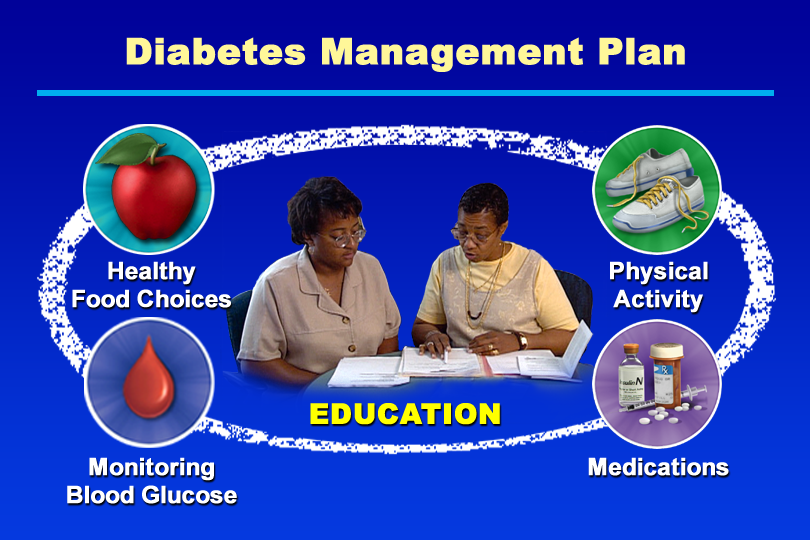 Diabetes Management Plan
Healthy
Food Choices
Physical
Activity
EDUCATION
Monitoring
Blood Glucose
Medications